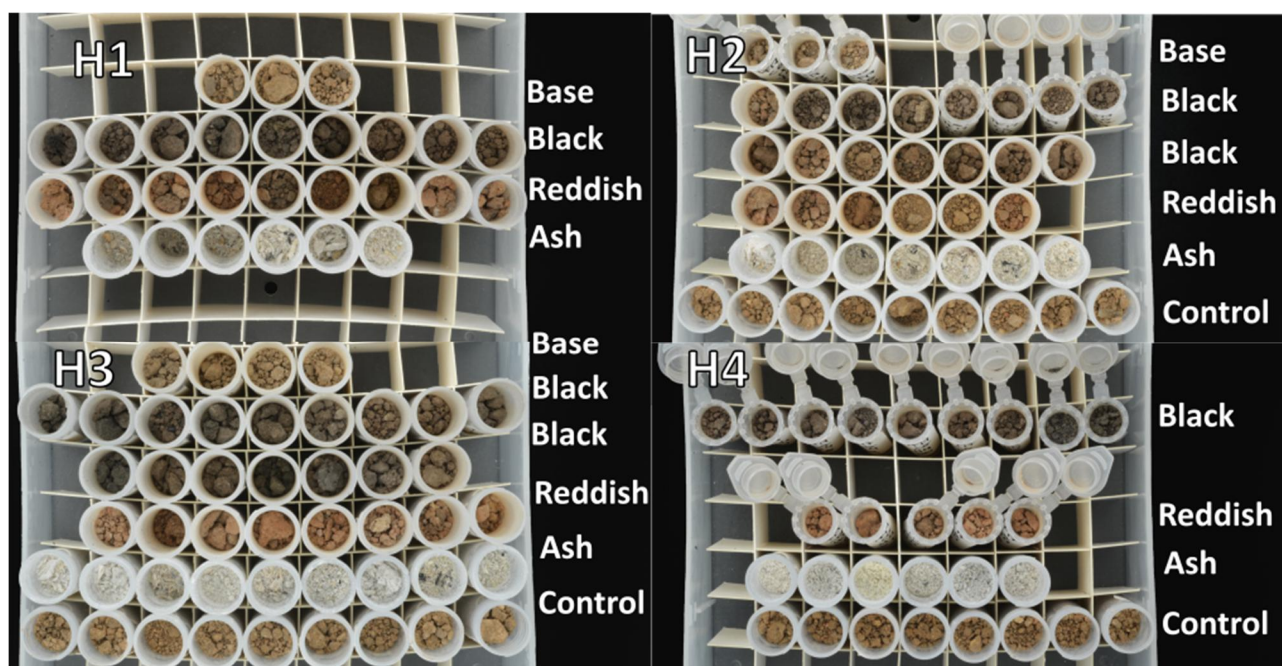 H1
Base
Black
Reddish
Ash
H2
Base
Black
Black
Reddish
Ash
Control
H3
Base
Black
Black
Reddish
Ash
Control
H4
Black
Reddish
Ash
Control